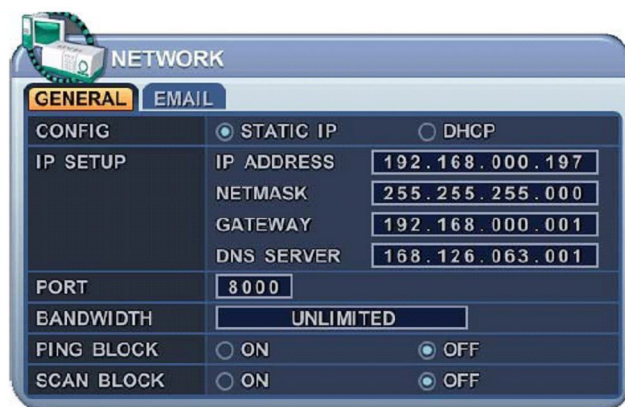 NETWORK
GENERAL EMAIL
CONFIG STATIC IP DHCP
IP SETUP IP ADDRESS 192.168.000.197
NETMASK 255.255.255.000
GATEWAY 192.168.000.001
DNS SERVER 168.126.063.001
PORT 8000
BANDWIDTH UNLIMITED
PING BLOCK ON OFF
SCAN BLOCK ON OFF